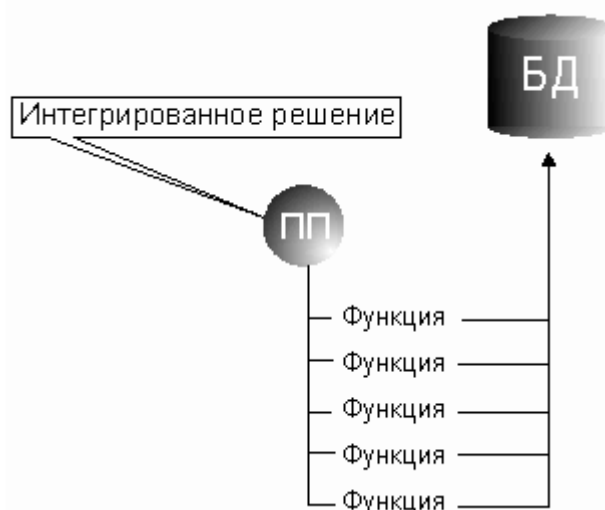 БД
Интегрированное решение
ПП
Функция
Функция
Функция
Функция
Функция